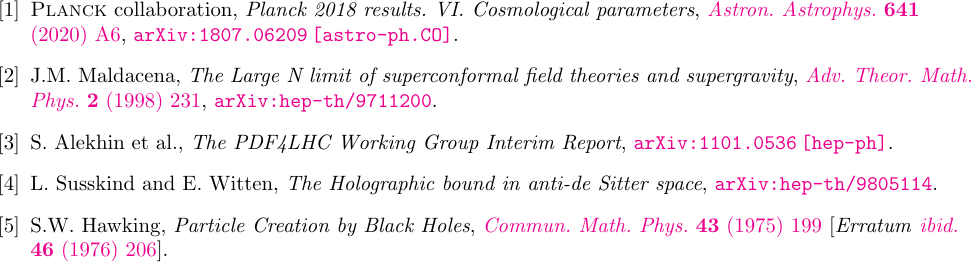 [1] Planck collaboration, Planck 2018 results. VI. Cosmological parameters, Astron. Astrophys. 641
(2020) A6, arXiv:1807.06209 [astro-ph.CO].
[2] J.M. Maldacena, The Large N limit of superconformal field theories and supergravity, Adv. Theor. Math.
Phys. 2 (1998) 231, arXiv:hep-th/9711200.
[3] S. Alekhin et al., The PDF4LHC Working Group Interim Report, arXiv:1101.0536 [hep-ph].
[4] L. Susskind and E. Witten, The Holographic bound in anti-de Sitter space, arXiv:hep-th/9805114.
[5] S.W. Hawking, Particle Creation by Black Holes, Commun. Math. Phys. 43 (1975) 199 [Erratum ibid.
46 (1976) 206].